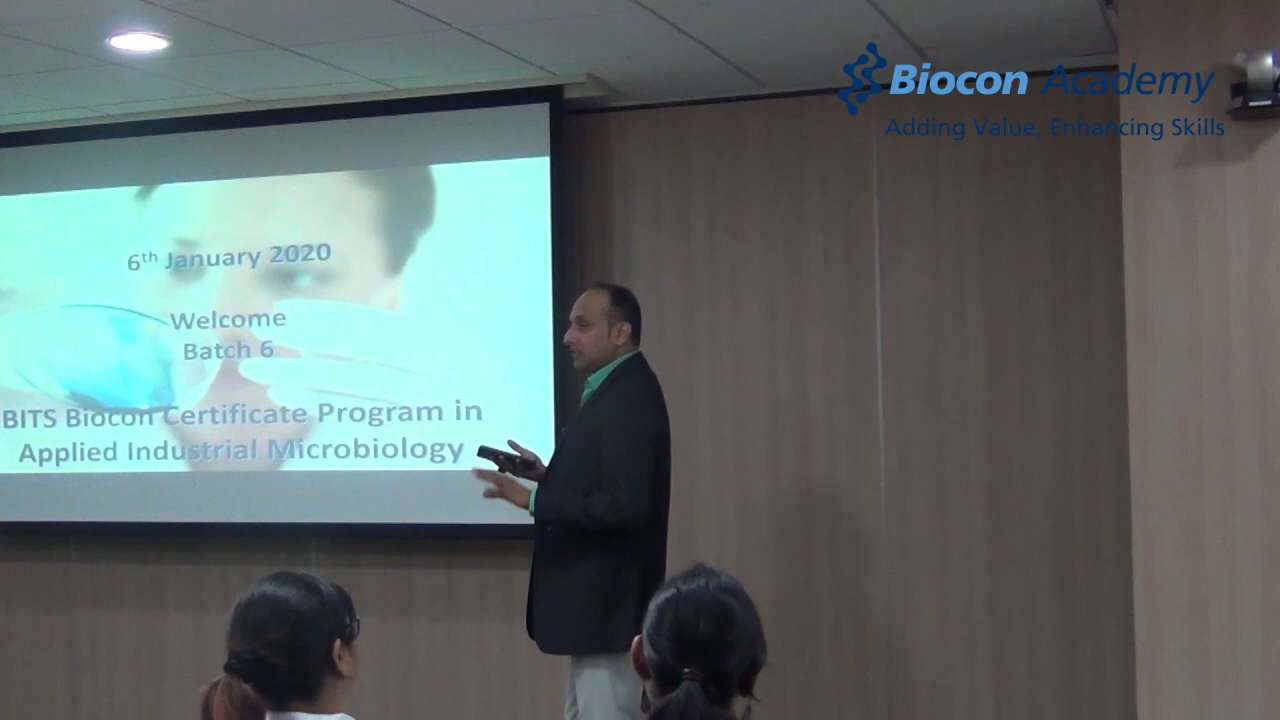 Biocon Academy
Adding Value, Enhancing Skills
6th January 2020
Welcome
Batch 6
BITS Biocon Certificate Program in
Applied Industrial Microbiology